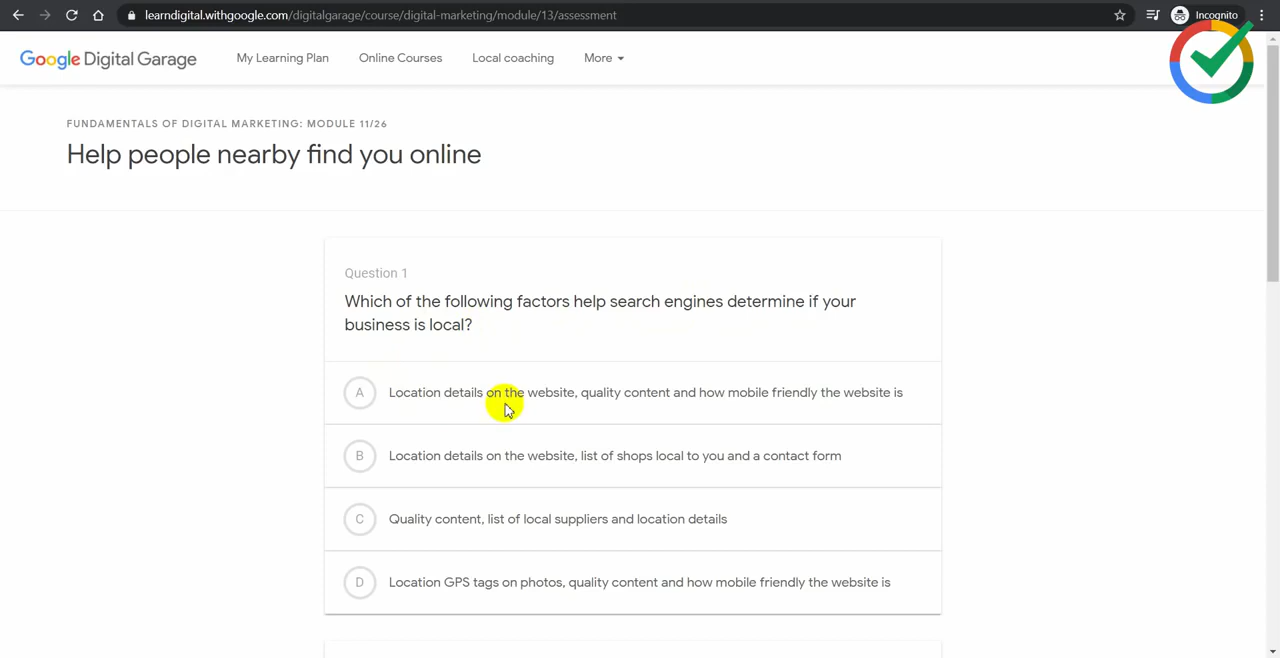 learndigital.withgoogle.com/digitalgarage/course/digital-marketing/module/13/assessment
Incognito
Google Digital Garage
My Learning Plan
Online Courses
Local coaching
More
FUNDAMENTALS OF DIGITAL MARKETING: MODULE 11/26
Help people nearby find you online
Question 1
Which of the following factors help search engines determine if your
business is local?
A Location details on the website, quality content and how mobile friendly the website is
B Location details on the website, list of shops local to you and a contact form
C Quality content, list of local suppliers and location details
D Location GPS tags on photos, quality content and how mobile friendly the website is